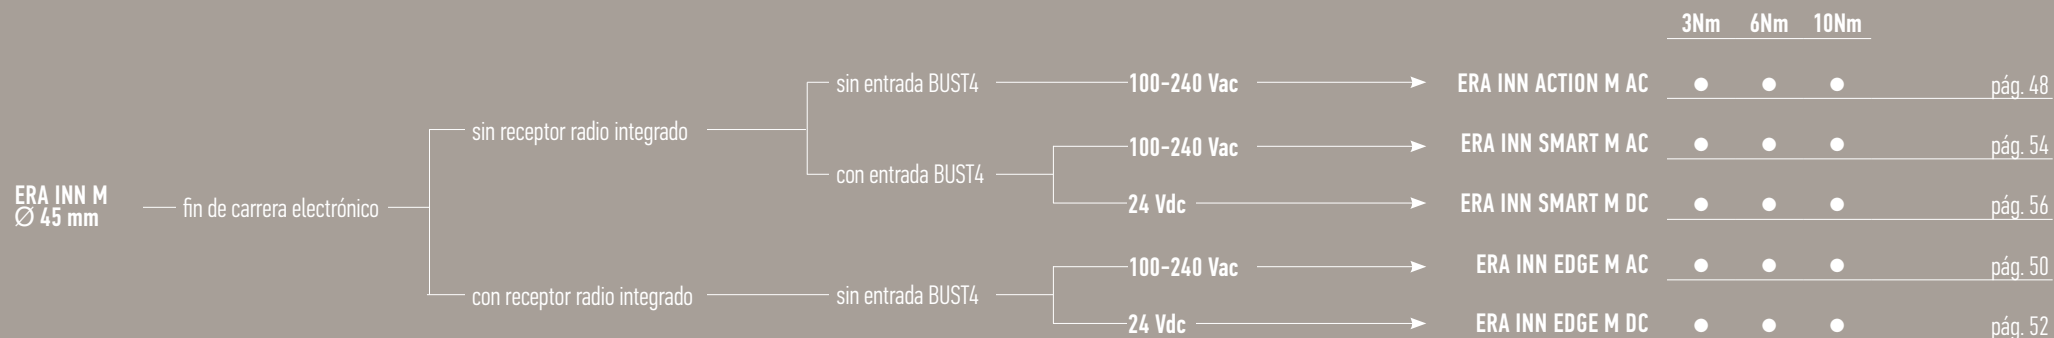 3Nm 6Nm 10Nm
sin entrada BUST4 100-240 Vac ERA INN ACTION M AC ● ● ● pág. 48
sin receptor radio integrado
100-240 Vac ERA INN SMART M AC ● ● ● pág. 54
con entrada BUST4
24 Vdc ERA INN SMART M DC ● ● ● pág. 56
ERA INN M
Ø 45 mm
fin de carrera electrónico
100-240 Vac ERA INN EDGE M AC ● ● ● pág. 50
con receptor radio integrado sin entrada BUST4
24 Vdc ERA INN EDGE M DC ● ● ● pág. 52